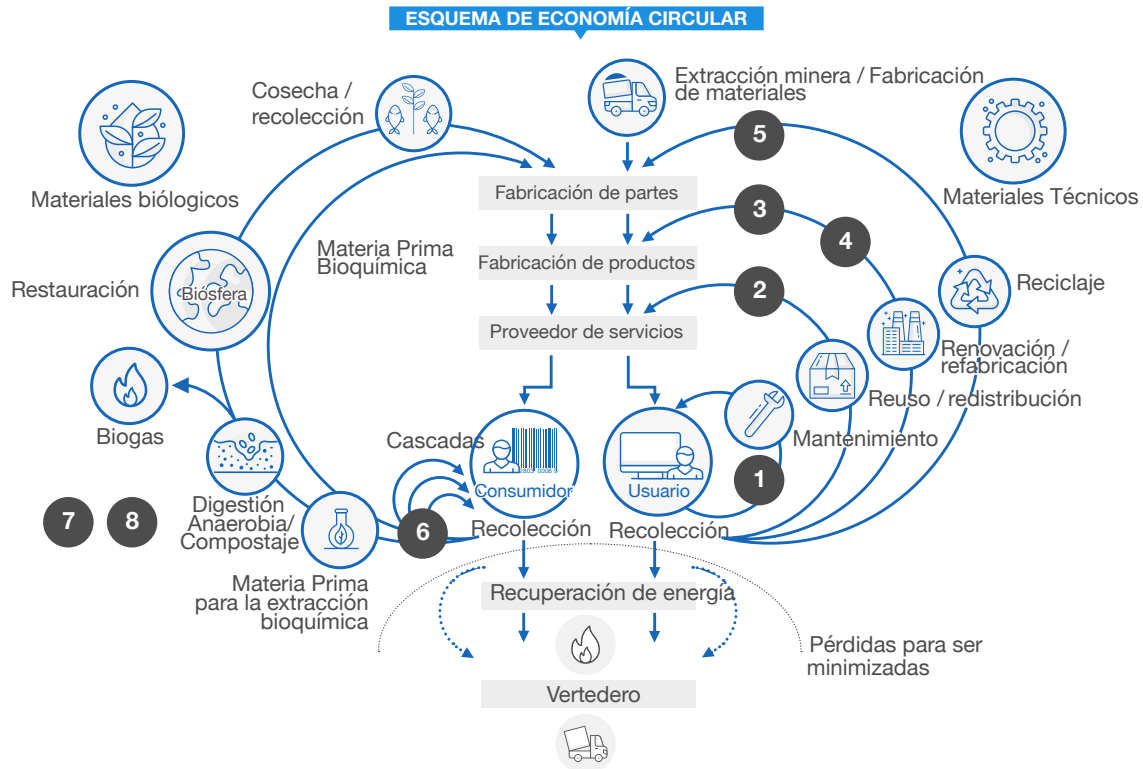 ESQUEMA DE ECONOMÍA CIRCULAR
Cosecha /
recolección
Extracción minera / Fabricación
de materiales
5
Materiales biólogicos
Materiales Técnicos
Fabricación de partes
3
4
Materia Prima
Bioquímica
Fabricación de productos
Restauración
Biósfera
2
Reciclaje
Proveedor de servicios
Renovación /
refabricación
Reuso / redistribución
Biogas
Cascadas
Mantenimiento
Consumidor
Usuario
1
7
8
Digestión
Anaerobia/
Compostaje
6
Recolección
Recolección
Materia Prima
para la extracción
bioquímica
Recuperación de energía
Pérdidas para ser
minimizadas
Vertedero